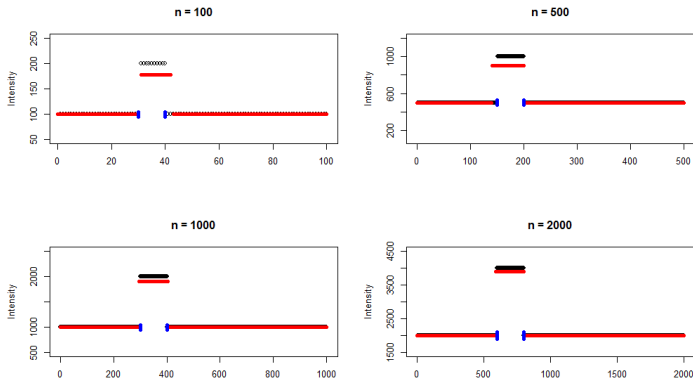 n = 100
Intensity
50 100 150 200 250
0 20 40 60 80 100
n = 500
Intensity
200 600 1000
0 100 200 300 400 500
n = 1000
Intensity
500 1000 2000
0 200 400 600 800 1000
n = 2000
Intensity
1500 2500 3500 4500
0 500 1000 1500 2000